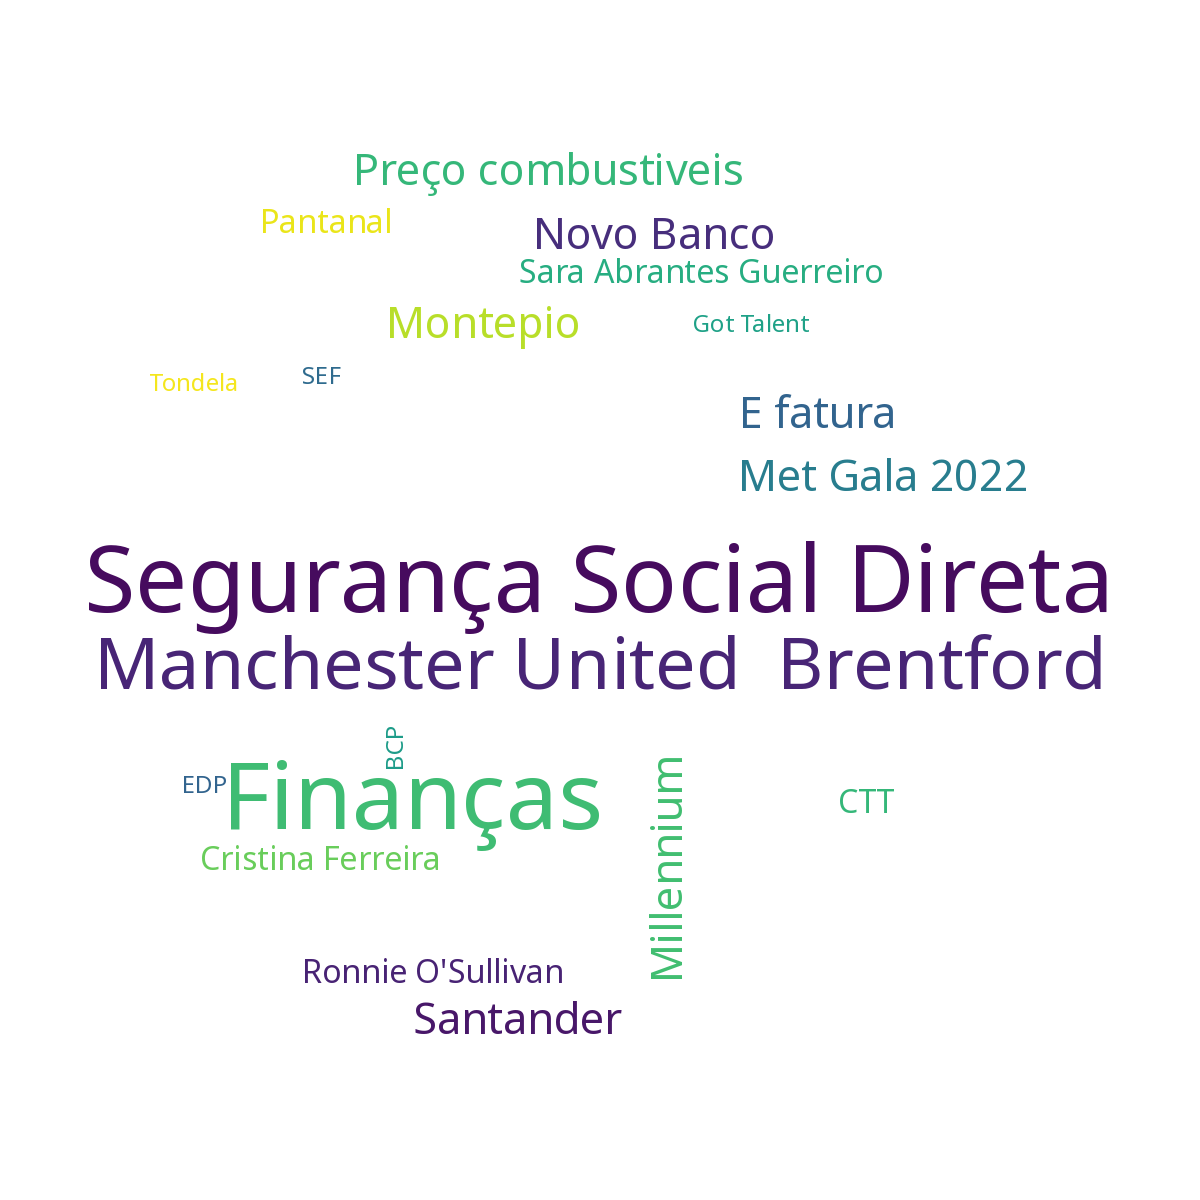 Preço combustiveis
Pantanal
Novo Banco
Sara Abrantes Guerreiro
Montepio
Got Talent
Tondela
SEF
E fatura
Met Gala 2022
Segurança Social Direta
Manchester United  Brentford
BCP
EDP
Finanças
Millennium
CTT
Cristina Ferreira
Ronnie O'Sullivan
Santander